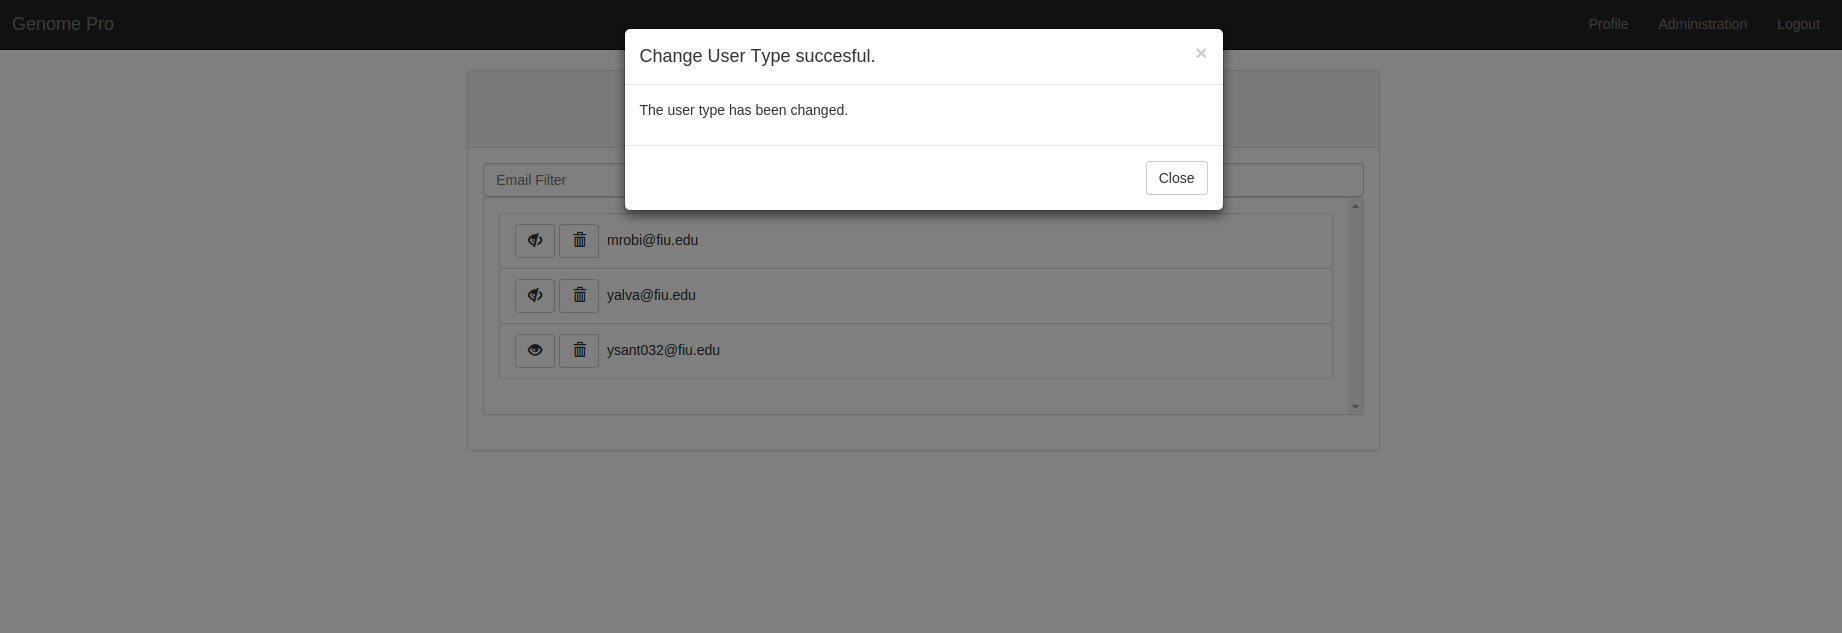 Genome Pro
Profile
Administration
Logout
Change User Type succesful.
×
The user type has been changed.
Close
Email Filter
mrobi@fiu.edu
yalva@fiu.edu
ysant032@fiu.edu